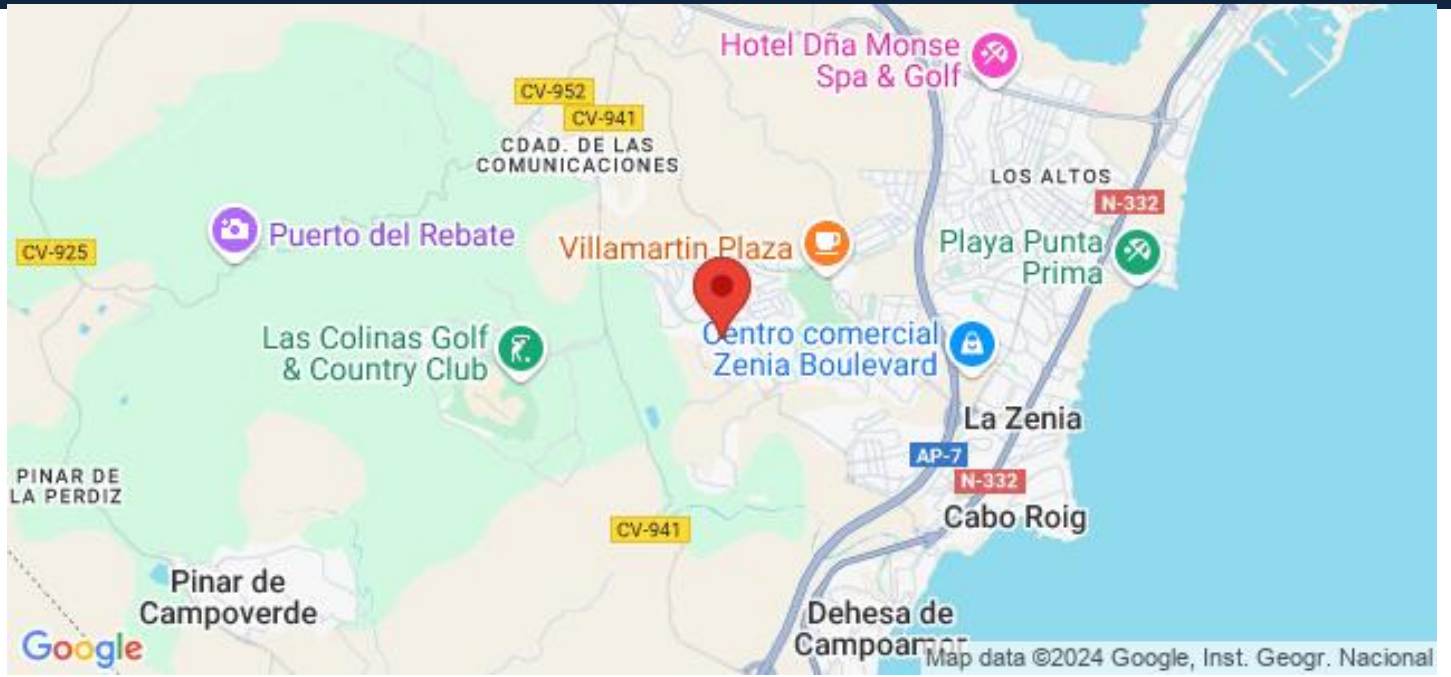 Hotel Dña Monse
Spa & Golf
CV-952
CV-941
CDAD. DE LAS
COMUNICACIONES
LOS ALTOS
N-332
Puerto del Rebate
CV-925
Villamartin Plaza
Playa Punta
Prima
Las Colinas Golf
& Country Club
Centro comercial
Zenia Boulevard
La Zenia
AP-7
N-332
PINAR DE
LA PERDIZ
Cabo Roig
CV-941
Pinar de
Campoverde
Dehesa de
Campoamor
Google
Map data ©2024 Google, Inst. Geogr. Nacional